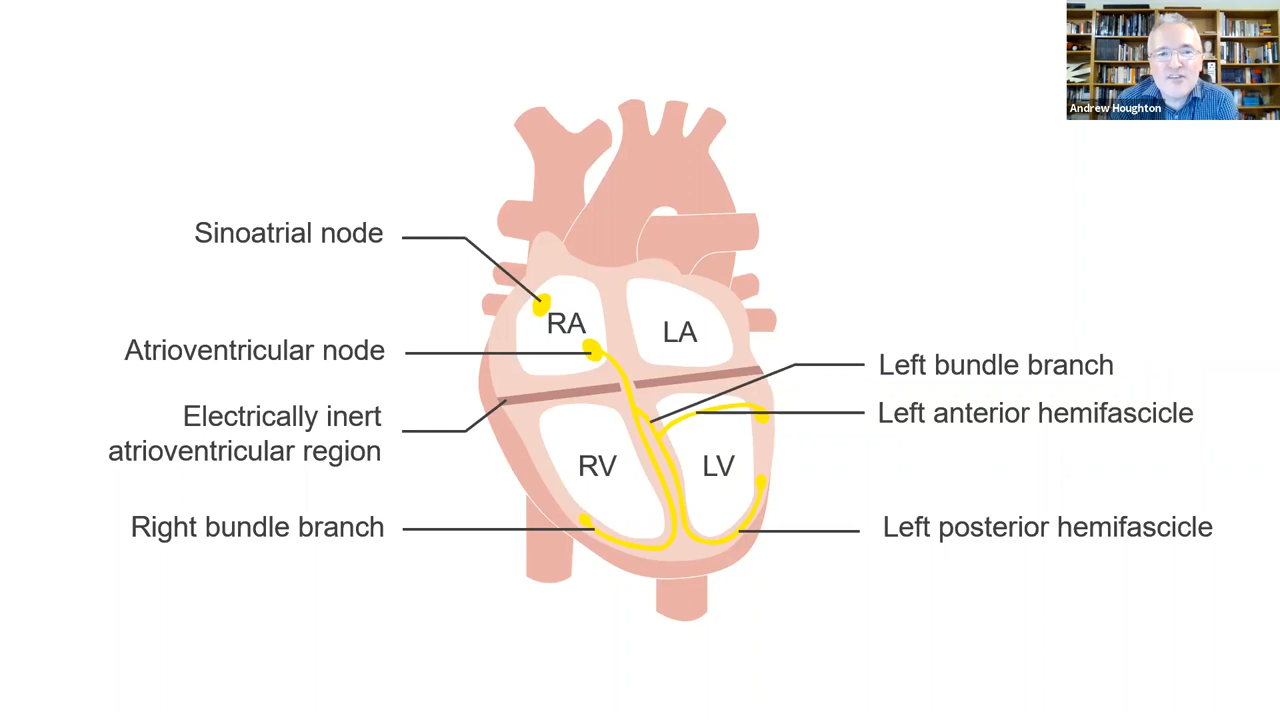 Andrew Houghton
Sinoatrial node
RA
LA
Atrioventricular node
Left bundle branch
Electrically inert
atrioventricular region
Left anterior hemifascicle
RV
LV
Right bundle branch
Left posterior hemifascicle